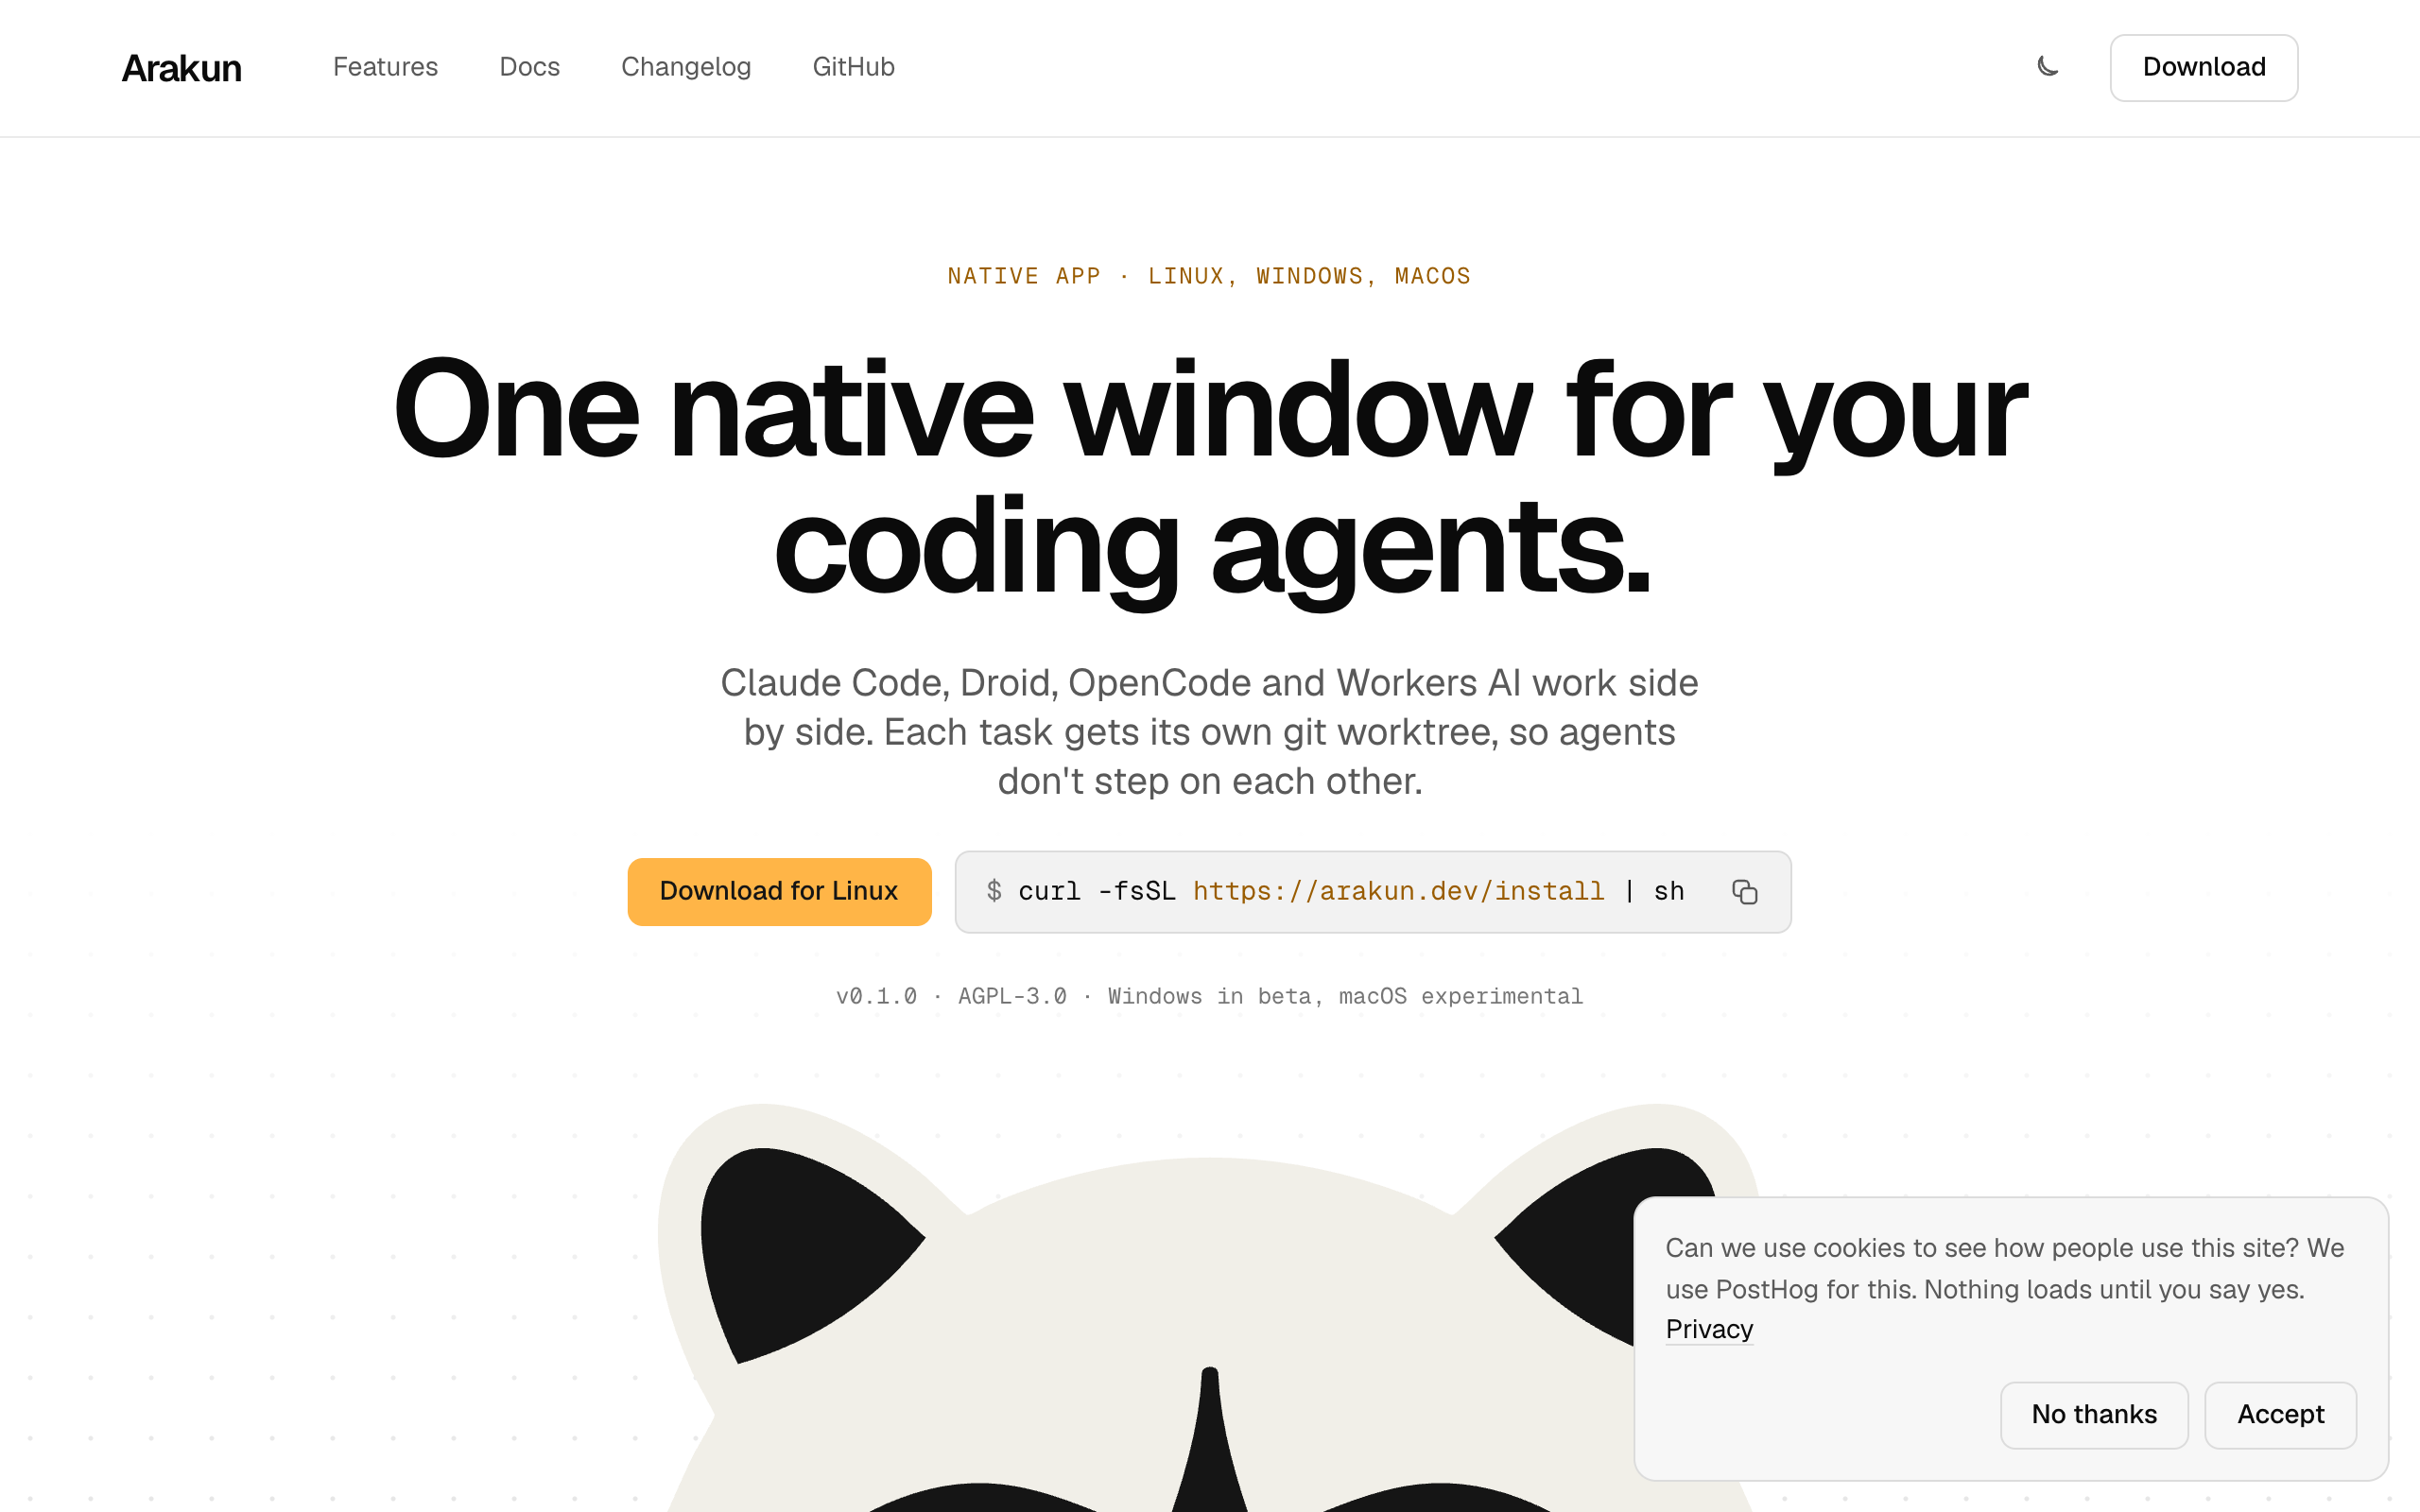 Arakun
Features
Docs
Changelog
GitHub
Download
NATIVE APP · LINUX, WINDOWS, MACOS
One native window for your
coding agents.
Claude Code, Droid, OpenCode and Workers AI work side
by side. Each task gets its own git worktree, so agents
don't step on each other.
Download for Linux
$ curl -fsSL https://arakun.dev/install | sh
v0.1.0 · AGPL-3.0 · Windows in beta, macOS experimental
Can we use cookies to see how people use this site? We
use PostHog for this. Nothing loads until you say yes.
Privacy
No thanks
Accept